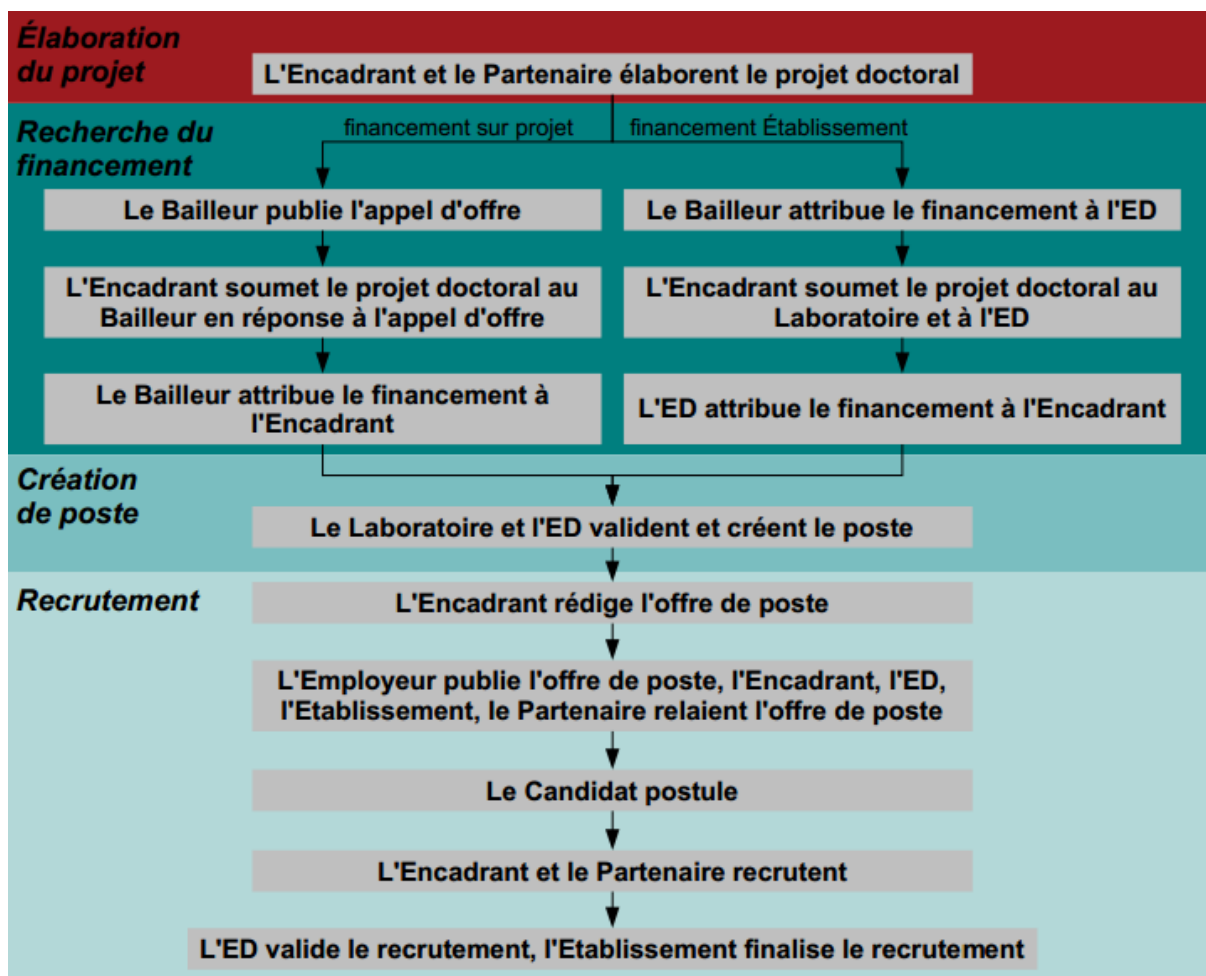 Élaboration
du projet
L'Encadrant et le Partenaire élaborent le projet doctoral
Recherche du
financement
financement sur projet
financement Établissement
Le Bailleur publie l'appel d'offre
Le Bailleur attribue le financement à l'ED
L'Encadrant soumet le projet doctoral au
Bailleur en réponse à l'appel d'offre
L'Encadrant soumet le projet doctoral au
Laboratoire et à l'ED
Le Bailleur attribue le financement à
l'Encadrant
L'ED attribue le financement à l'Encadrant
Création
de poste
Le Laboratoire et l'ED valident et créent le poste
Recrutement
L'Encadrant rédige l'offre de poste
L'Employeur publie l'offre de poste, l'Encadrant, l'ED,
l'Etablissement, le Partenaire relaient l'offre de poste
Le Candidat postule
L'Encadrant et le Partenaire recrutent
L'ED valide le recrutement, l'Etablissement finalise le recrutement